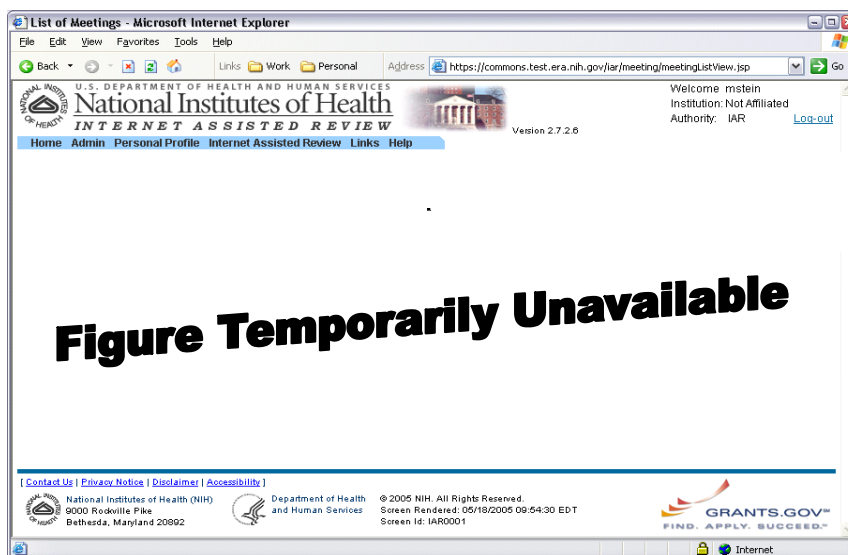 List of Meetings - Microsoft Internet Explorer
File Edit View Favorites Tools Help
Back Links Work Personal Address https://commons.test.era.nih.gov/iar/meeting/meetingListView.jsp Go
U.S. DEPARTMENT OF HEALTH AND HUMAN SERVICES
National Institutes of Health
INTERNET ASSISTED REVIEW
Version 2.7.2.6
Welcome mstein
Institution: Not Affiliated
Authority: IAR Log-out
Home Admin Personal Profile Internet Assisted Review Links Help
Figure Temporarily Unavailable
[ Contact Us | Privacy Notice | Disclaimer | Accessibility ]
National Institutes of Health (NIH)
9000 Rockville Pike
Bethesda, Maryland 20892
Department of Health
and Human Services
© 2005 NIH. All Rights Reserved.
Screen Rendered: 05/18/2005 09:54:30 EDT
Screen Id: IAR0001
GRANTS.GOV℠
FIND. APPLY. SUCCEED.℠
Internet